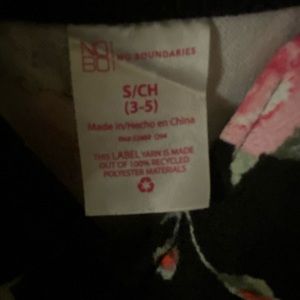 NO
BO
NO BOUNDARIES
S/CH
(3-5)
Made in/Hecho en China
THIS LABEL YARN IS MADE
OUT OF 100% RECYCLED
POLYESTER MATERIALS